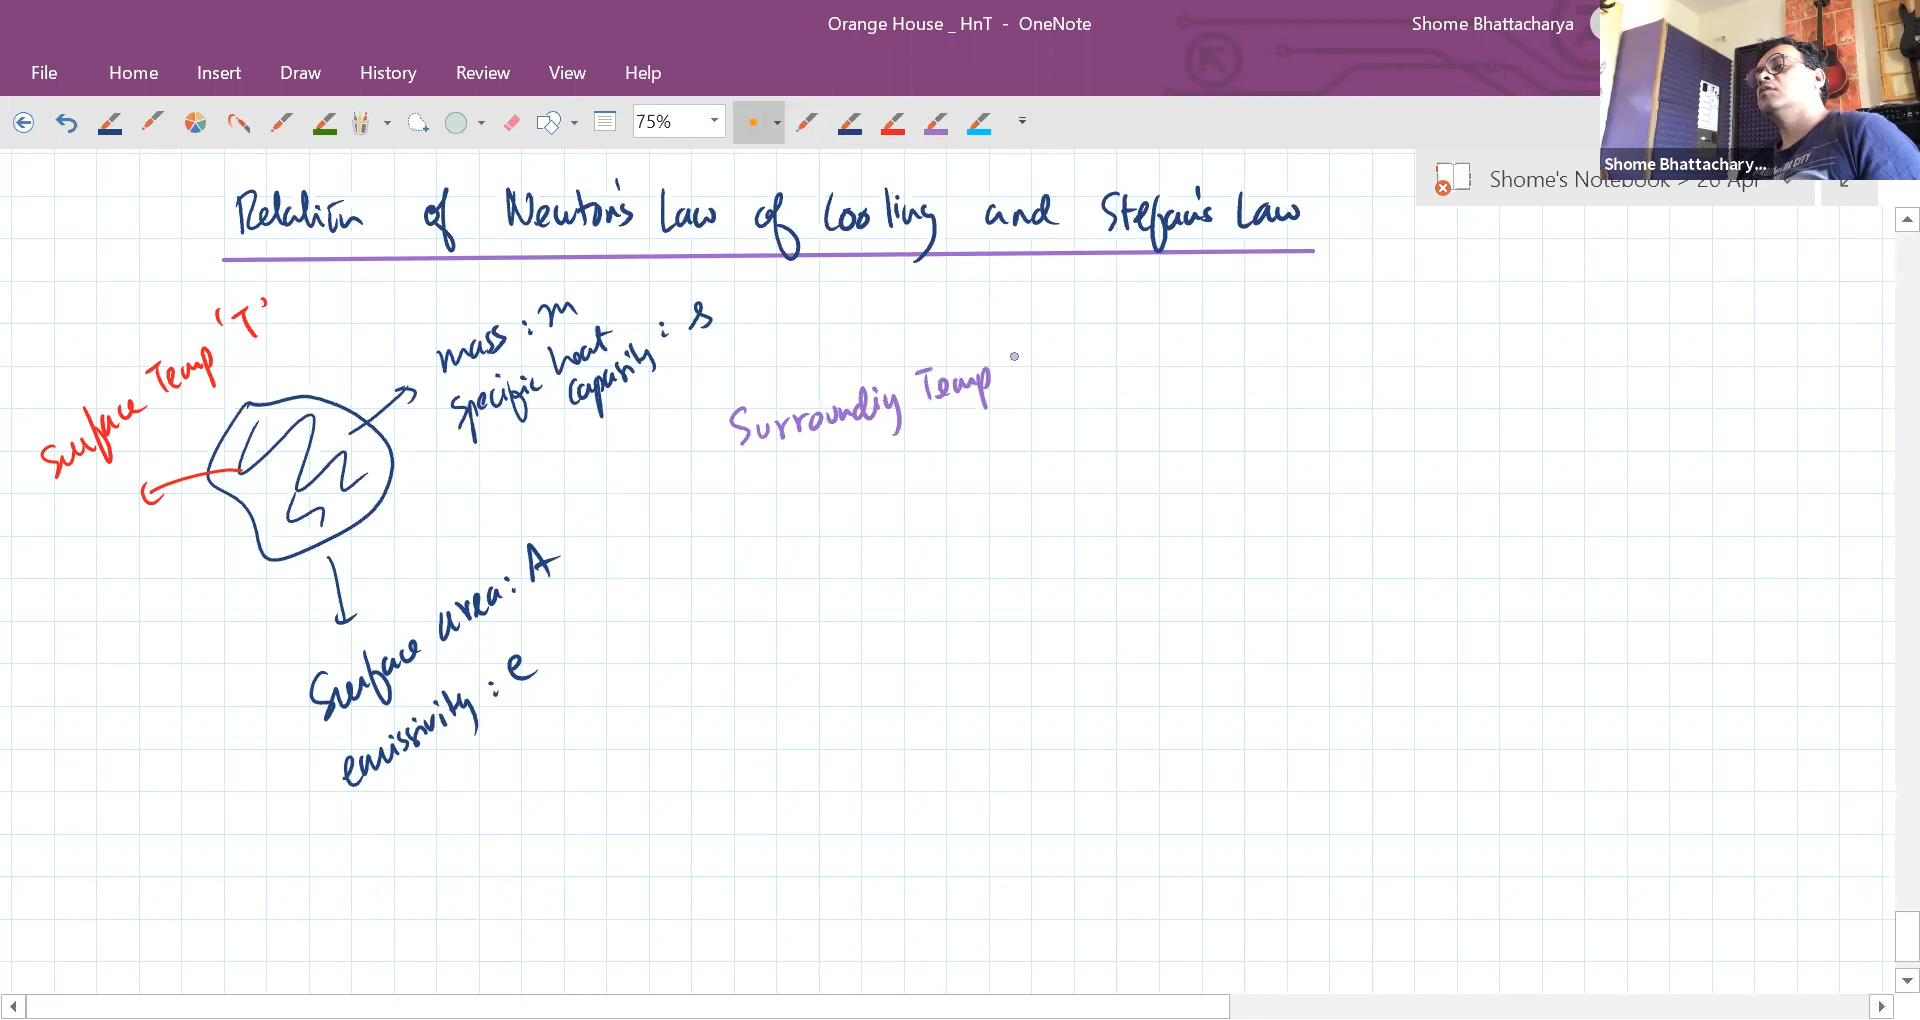 Orange House _ HnT - OneNote
Shome Bhattacharya
File Home Insert Draw History Review View Help
75%
Shome Bhattachary...
Shome's Notebook > 20 Apr
Relation of Newton's Law of Cooling and Stefan's Law
Surface Temp 'T'
mass : m
specific heat capacity : s
Surrounding Temp
Surface area : A
emissivity : e